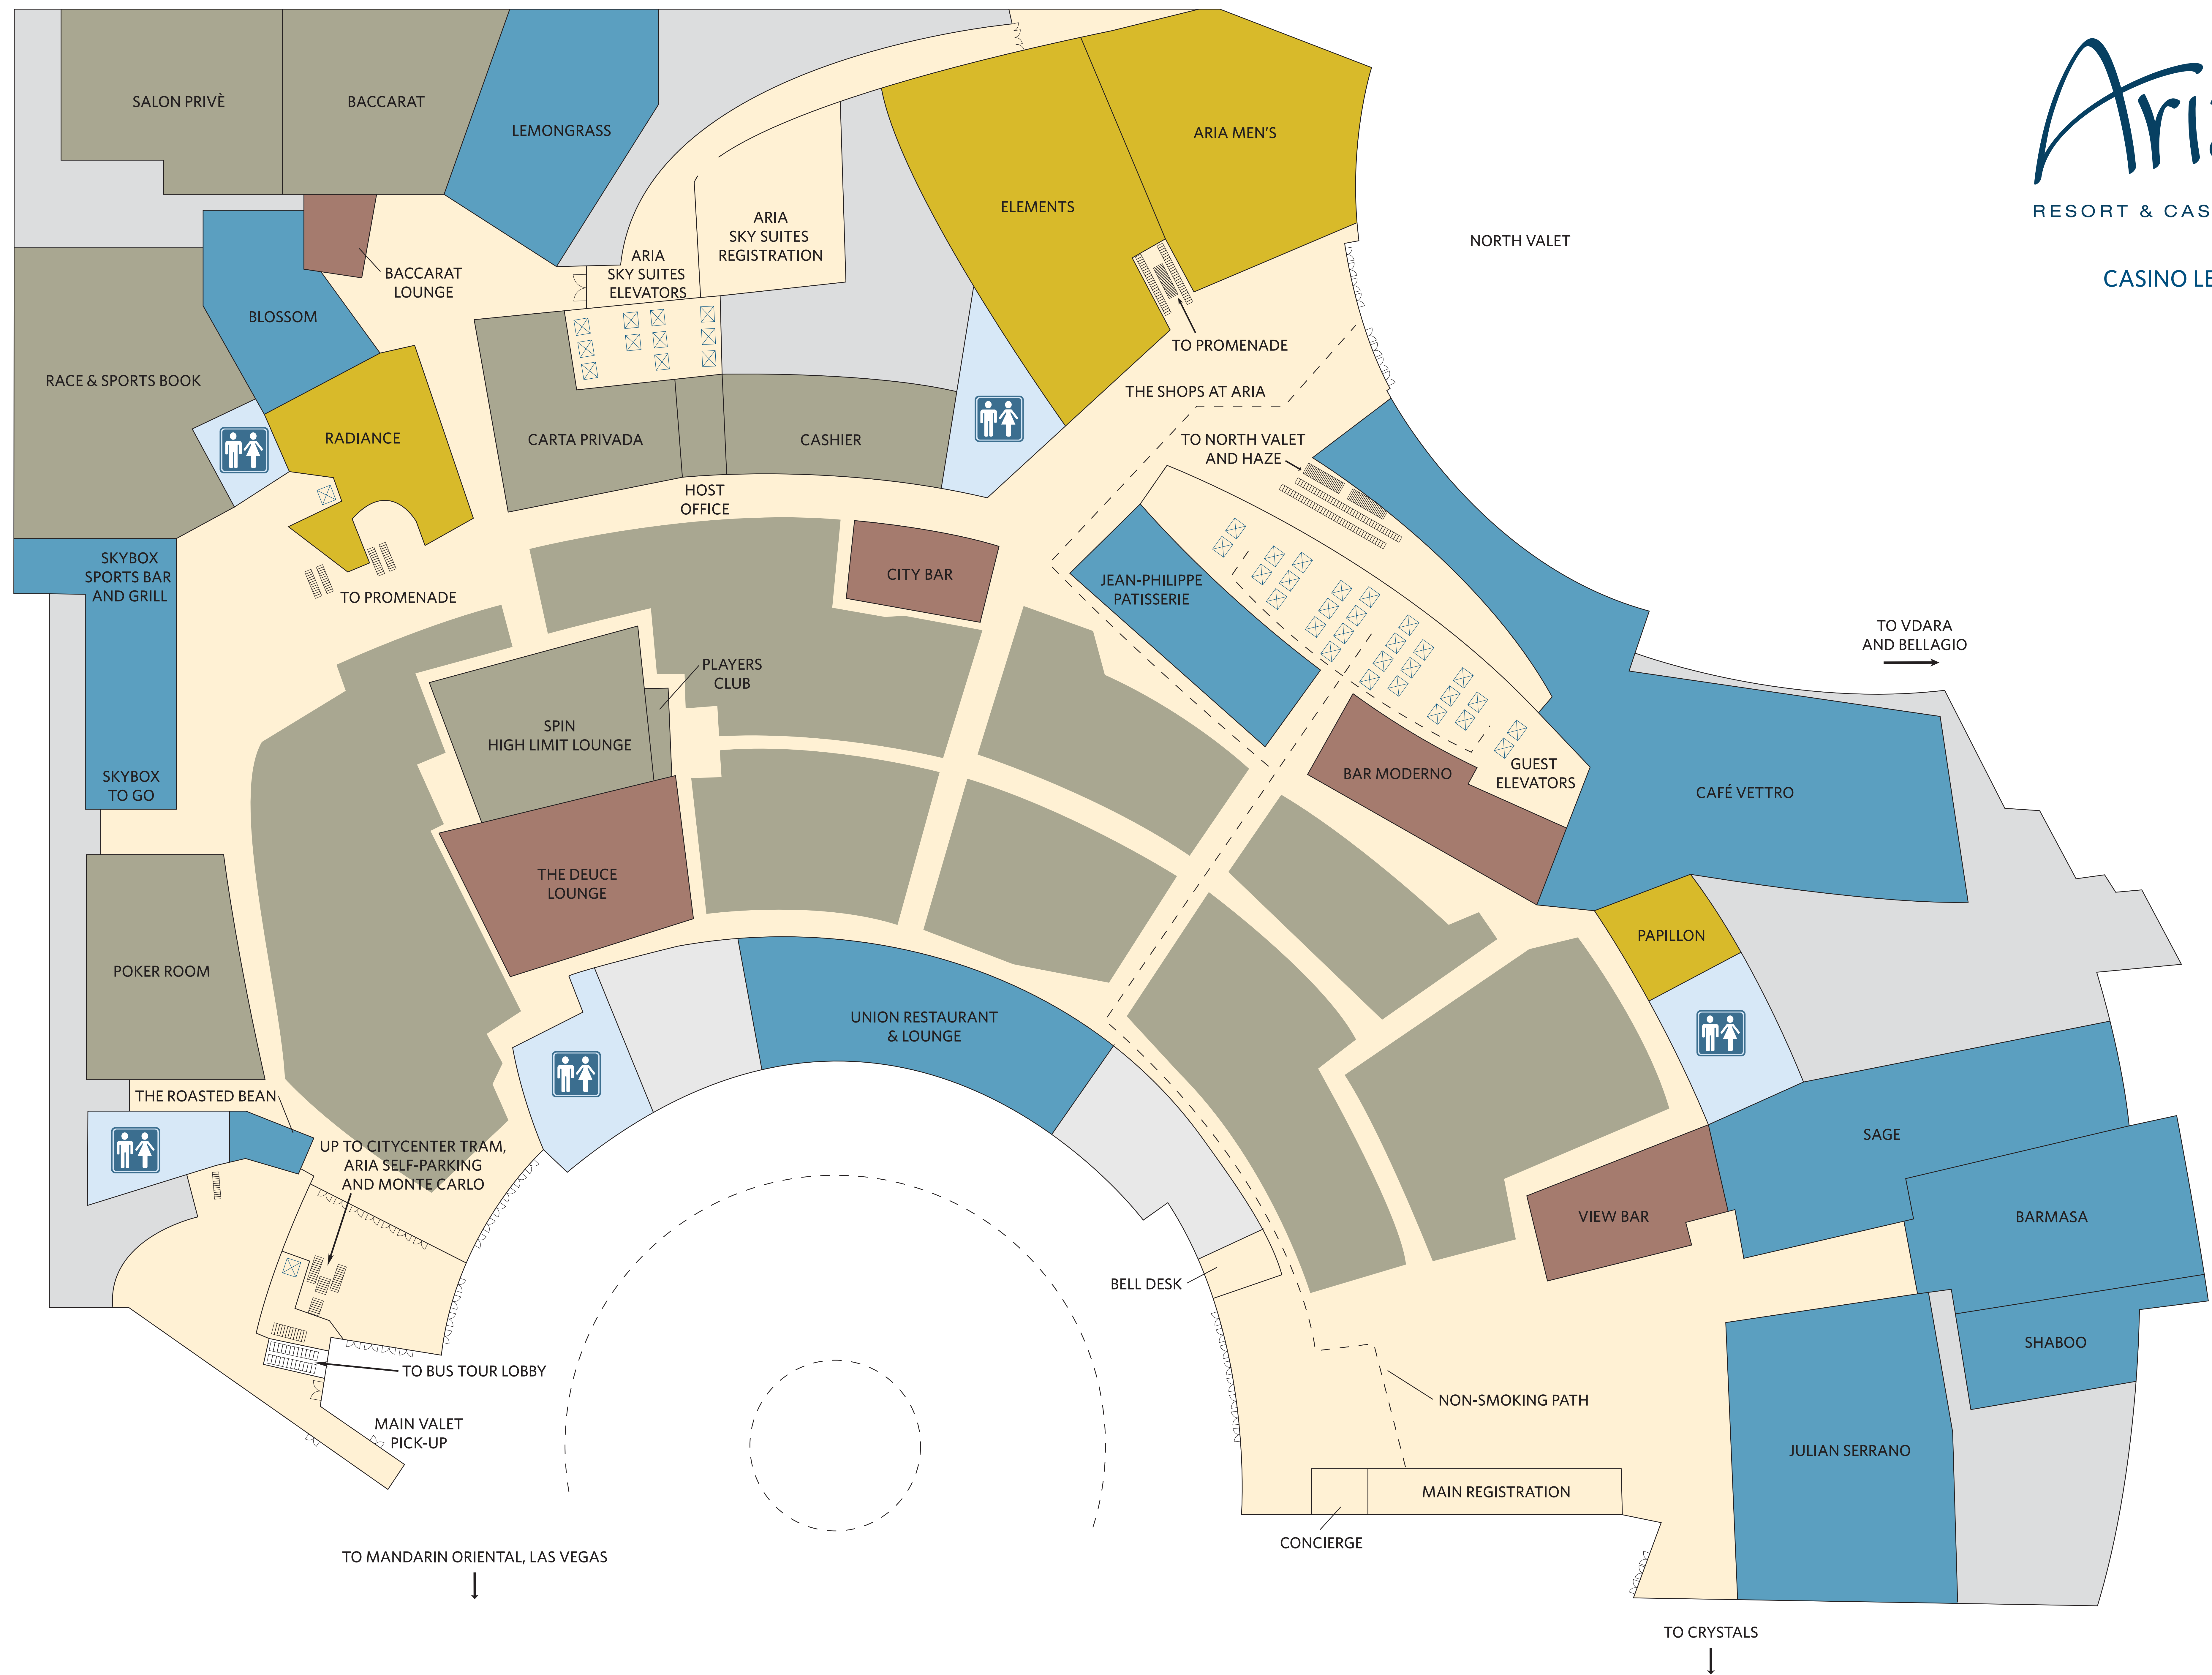 SALON PRIVÈ
BACCARAT
LEMONGRASS
ARIA MEN'S
ELEMENTS
RESORT & CAS
NORTH VALET
CASINO LE
ARIA
SKY SUITES
REGISTRATION
ARIA
SKY SUITES
ELEVATORS
BACCARAT
LOUNGE
BLOSSOM
TO PROMENADE
RACE & SPORTS BOOK
THE SHOPS AT ARIA
RADIANCE
CARTA PRIVADA
CASHIER
TO NORTH VALET
AND HAZE
HOST
OFFICE
SKYBOX
SPORTS BAR
AND GRILL
CITY BAR
JEAN-PHILIPPE
PATISSERIE
TO PROMENADE
TO VDARA
AND BELLAGIO
PLAYERS
CLUB
SPIN
HIGH LIMIT LOUNGE
SKYBOX
TO GO
BAR MODERNO
GUEST
ELEVATORS
CAFÉ VETTRO
THE DEUCE
LOUNGE
PAPILLON
POKER ROOM
UNION RESTAURANT
& LOUNGE
THE ROASTED BEAN
UP TO CITYCENTER TRAM,
ARIA SELF-PARKING
AND MONTE CARLO
SAGE
VIEW BAR
BARMASA
BELL DESK
SHABOO
TO BUS TOUR LOBBY
NON-SMOKING PATH
MAIN VALET
PICK-UP
JULIAN SERRANO
MAIN REGISTRATION
CONCIERGE
TO MANDARIN ORIENTAL, LAS VEGAS
TO CRYSTALS